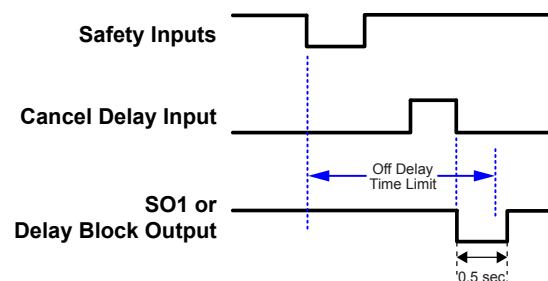 Safety Inputs
Cancel Delay Input
Off Delay
Time Limit
SO1 or
Delay Block Output
0.5 sec